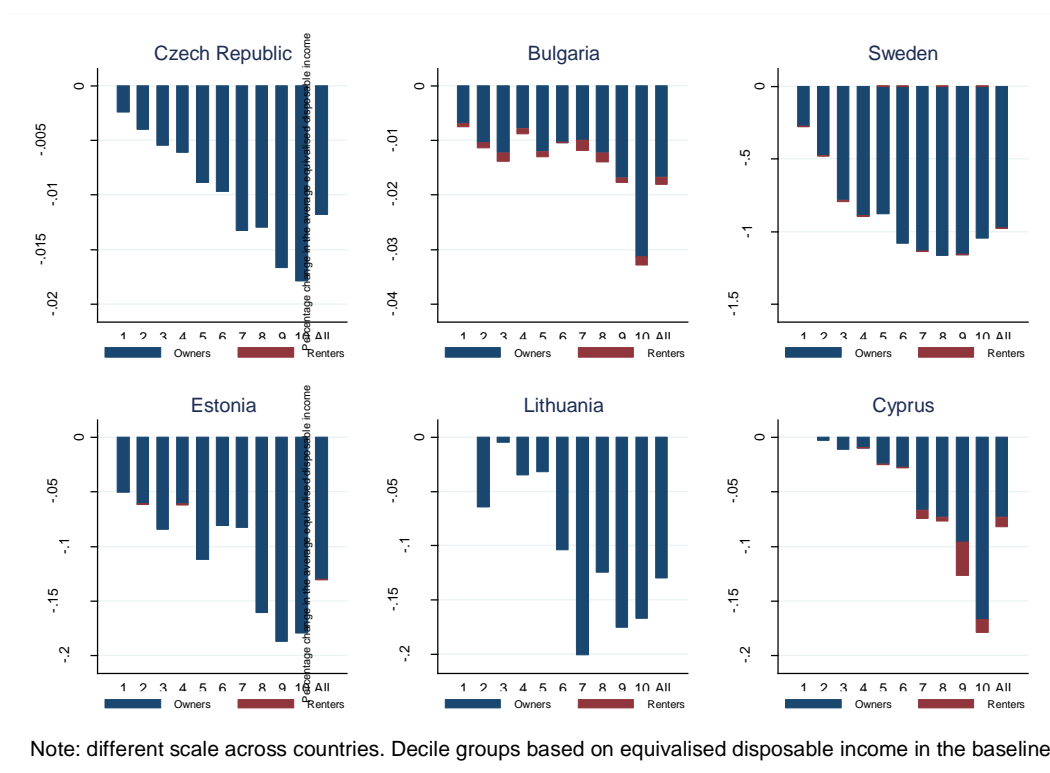 Czech Republic
Bulgaria
Sweden
0
-.005
-.01
-.015
-.02
Percentage change in the average equivalised disposable income
1 2 3 4 5 6 7 8 9 10 All
Owners Renters
0
-.01
-.02
-.03
-.04
1 2 3 4 5 6 7 8 9 10 All
Owners Renters
0
-.5
-1
-1.5
1 2 3 4 5 6 7 8 9 10 All
Owners Renters
Estonia
Lithuania
Cyprus
0
-.05
-.1
-.15
-.2
Percentage change in the average equivalised disposable income
1 2 3 4 5 6 7 8 9 10 All
Owners Renters
0
-.05
-.1
-.15
-.2
1 2 3 4 5 6 7 8 9 10 All
Owners Renters
0
-.05
-.1
-.15
-.2
1 2 3 4 5 6 7 8 9 10 All
Owners Renters
Note: different scale across countries. Decile groups based on equivalised disposable income in the baseline